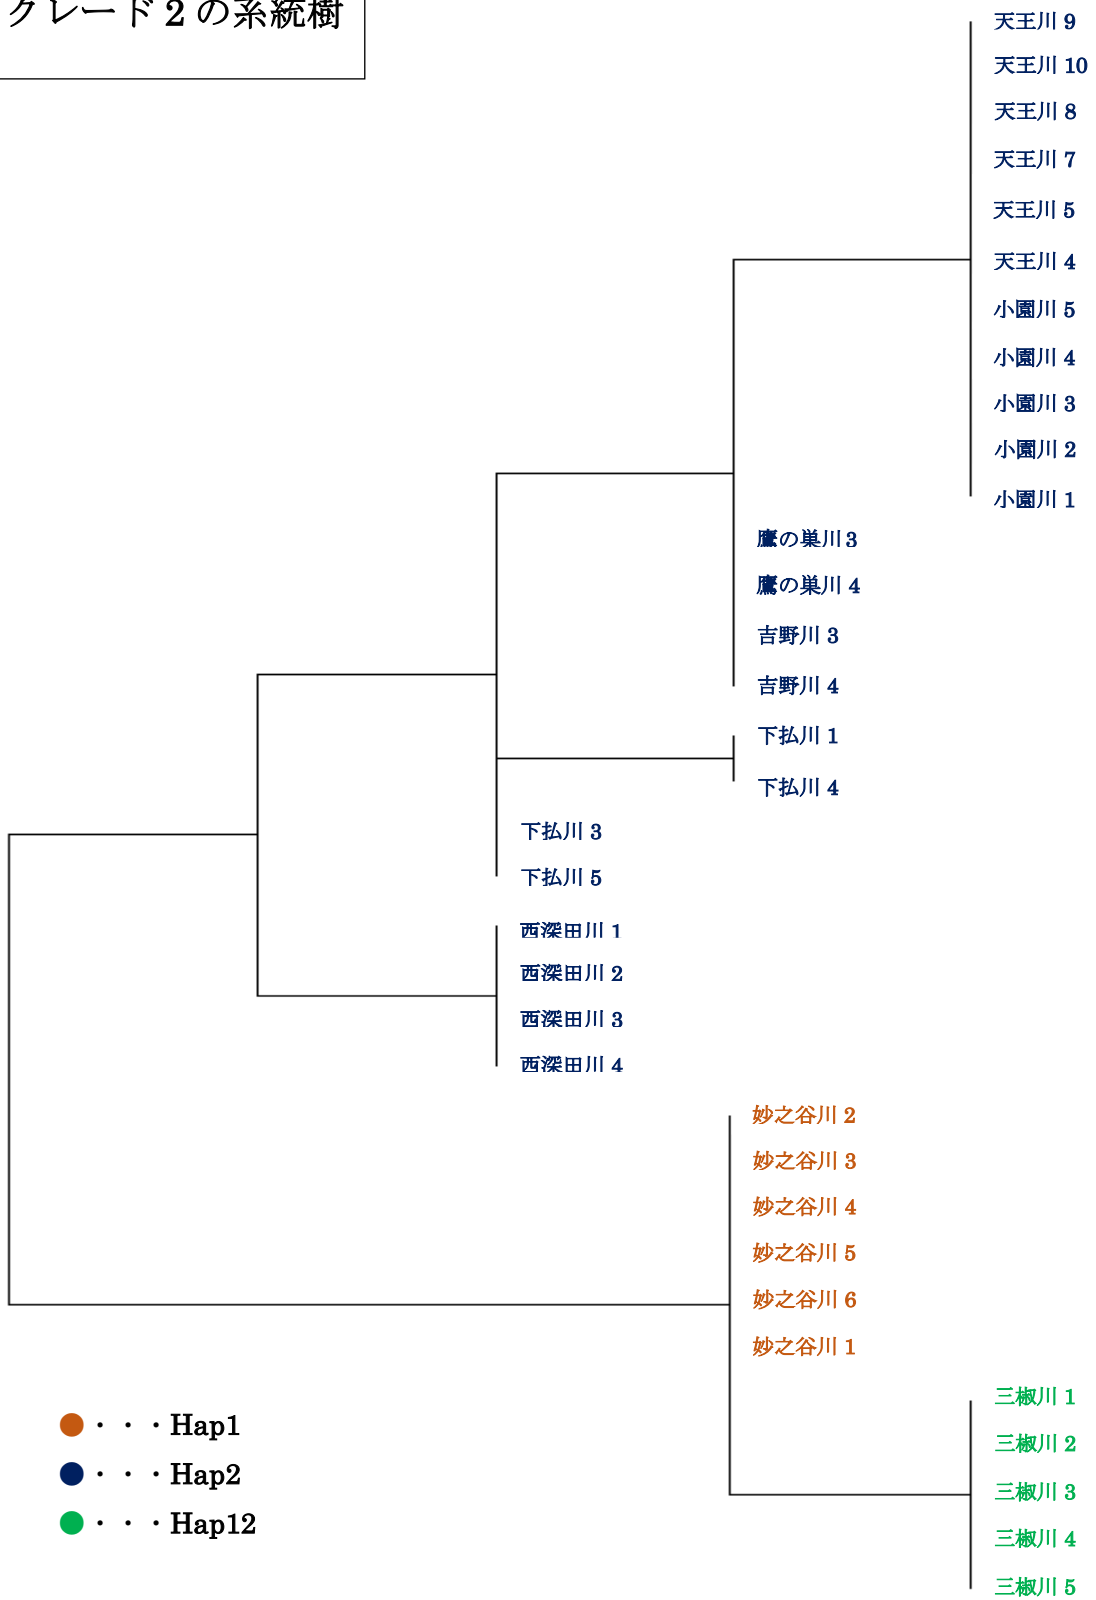 クレード 2 の系統樹
天王川 9
天王川 10
天王川 8
天王川 7
天王川 5
天王川 4
小園川 5
小園川 4
小園川 3
小園川 2
小園川 1
鷹の巣川 3
鷹の巣川 4
吉野川 3
吉野川 4
下払川 1
下払川 4
下払川 3
下払川 5
西深田川 1
西深田川 2
西深田川 3
西深田川 4
妙之谷川 2
妙之谷川 3
妙之谷川 4
妙之谷川 5
妙之谷川 6
妙之谷川 1
三椒川 1
三椒川 2
三椒川 3
三椒川 4
三椒川 5
●・・・Hap1
●・・・Hap2
●・・・Hap12